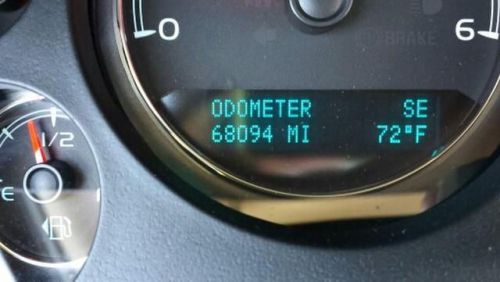 0
6
BRAKE
ODOMETER SE
68094 MI 72°F
1/2
E